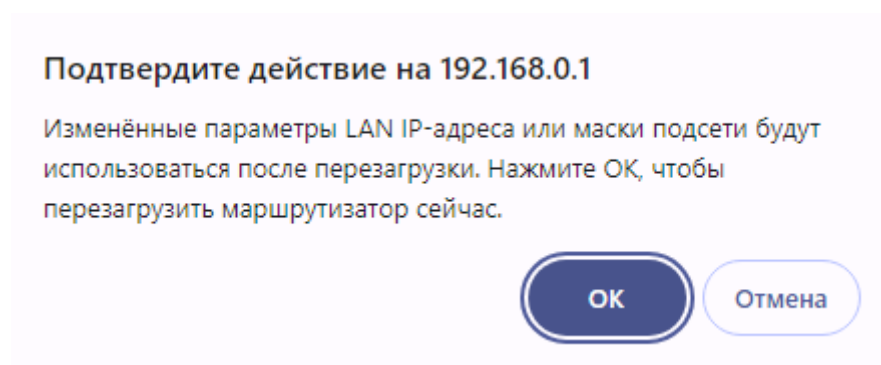 Подтвердите действие на 192.168.0.1
Изменённые параметры LAN IP-адреса или маски подсети будут
использоваться после перезагрузки. Нажмите ОК, чтобы
перезагрузить маршрутизатор сейчас.
ОК
Отмена